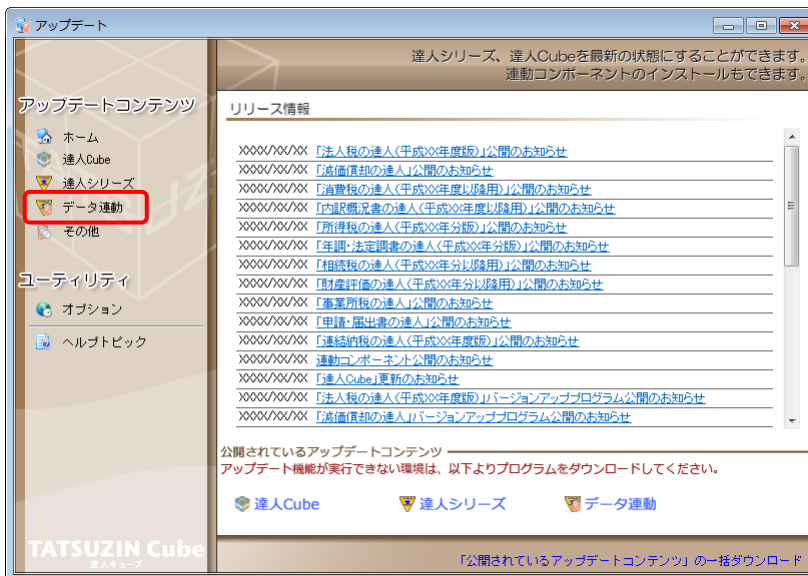 アップデート
達人シリーズ、達人Cubeを最新の状態にすることができます。
連動コンポーネントのインストールもできます。
アップデートコンテンツ
ホーム
達人Cube
達人シリーズ
データ連動
その他
ユーティリティ
オプション
ヘルプトピック
リリース情報
XXXX/XX/XX 「法人税の達人(平成XX年度版)」公開のお知らせ
XXXX/XX/XX 「減価償却の達人」公開のお知らせ
XXXX/XX/XX 「消費税の達人(平成XX年度以降用)」公開のお知らせ
XXXX/XX/XX 「内訳概況書の達人(平成XX年度以降用)」公開のお知らせ
XXXX/XX/XX 「所得税の達人(平成XX年分版)」公開のお知らせ
XXXX/XX/XX 「年調・法定調書の達人(平成XX年分版)」公開のお知らせ
XXXX/XX/XX 「相続税の達人(平成XX年分以降用)」公開のお知らせ
XXXX/XX/XX 「財産評価の達人(平成XX年分以降用)」公開のお知らせ
XXXX/XX/XX 「事業所税の達人」公開のお知らせ
XXXX/XX/XX 「申請・届出書の達人」公開のお知らせ
XXXX/XX/XX 「連結納税の達人(平成XX年度版)」公開のお知らせ
XXXX/XX/XX 連動コンポーネント公開のお知らせ
XXXX/XX/XX 「達人Cube」更新のお知らせ
XXXX/XX/XX 「法人税の達人(平成XX年度版)」バージョンアッププログラム公開のお知らせ
XXXX/XX/XX 「減価償却の達人」バージョンアッププログラム公開のお知らせ
公開されているアップデートコンテンツ
アップデート機能が実行できない環境は、以下よりプログラムをダウンロードしてください。
達人Cube 達人シリーズ データ連動
TATSUZIN Cube
達人キューブ
「公開されているアップデートコンテンツ」の一括ダウンロード